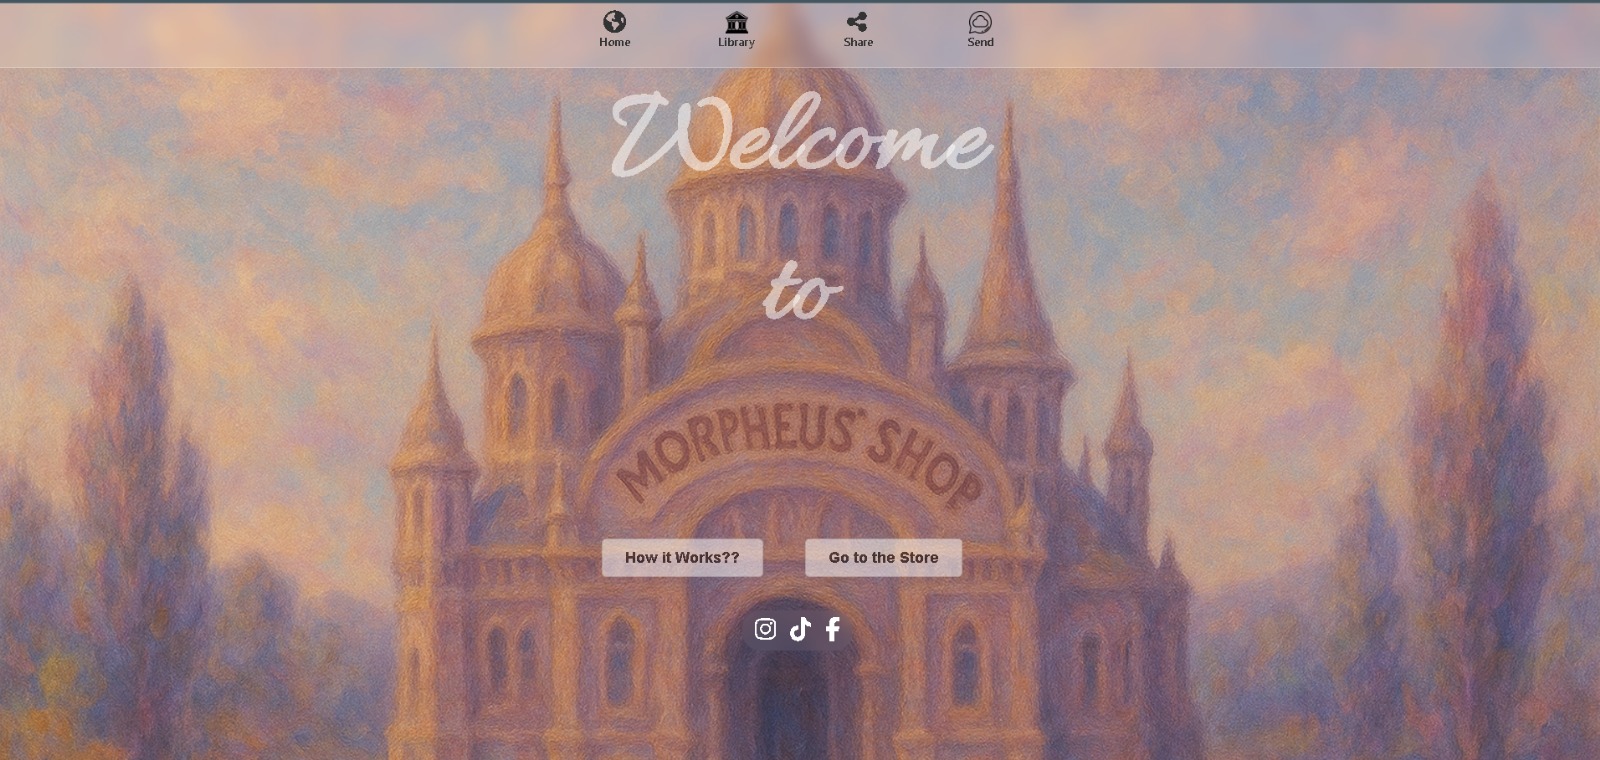 Home
Library
Share
Send
Welcome
to
MORPHEUS' SHOP
How it Works??
Go to the Store